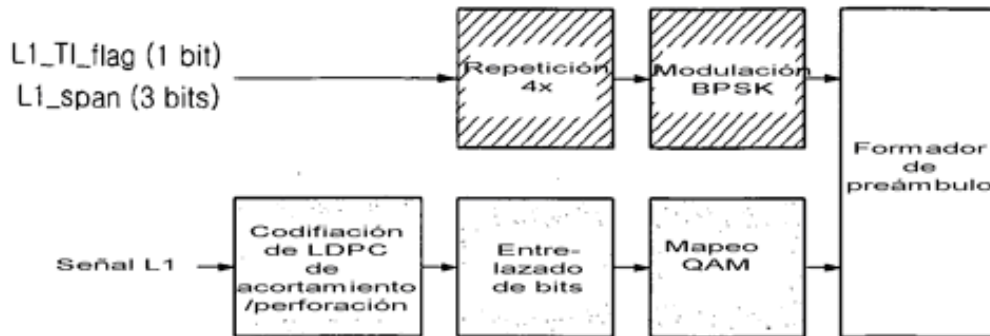 L1_TI_flag (1 bit)
L1_span (3 bits)
Repetición
4x
Modulación
BPSK
Formador
de
preámbulo
Señal L1
Codifiación
de LDPC
de
acortamiento
/perforación
Entre-
lazado
de bits
Mapeo
QAM